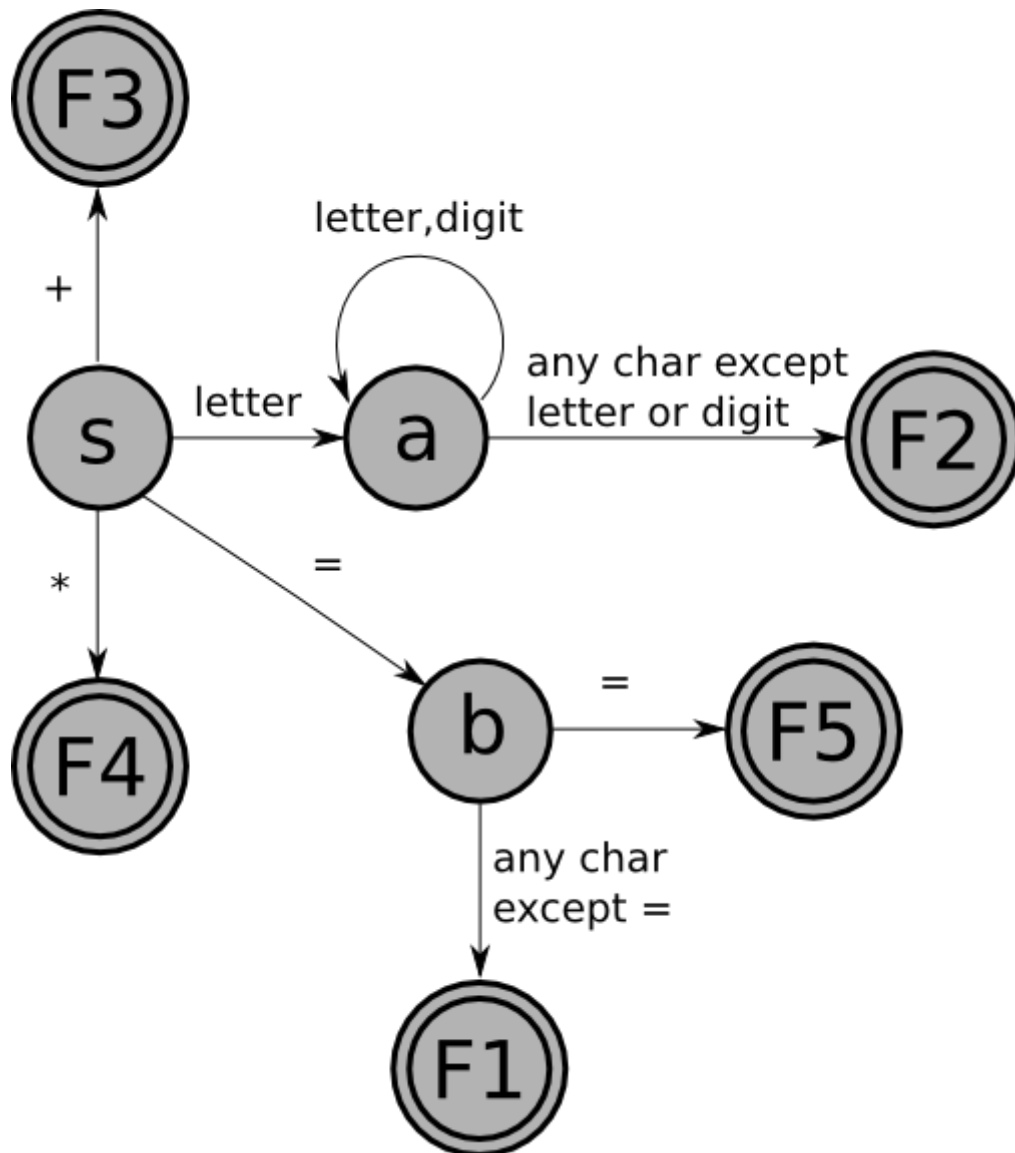 F3
letter,digit
+
any char except
letter or digit
letter
s
a
F2
=
*
=
b
F5
F4
any char
except =
F1